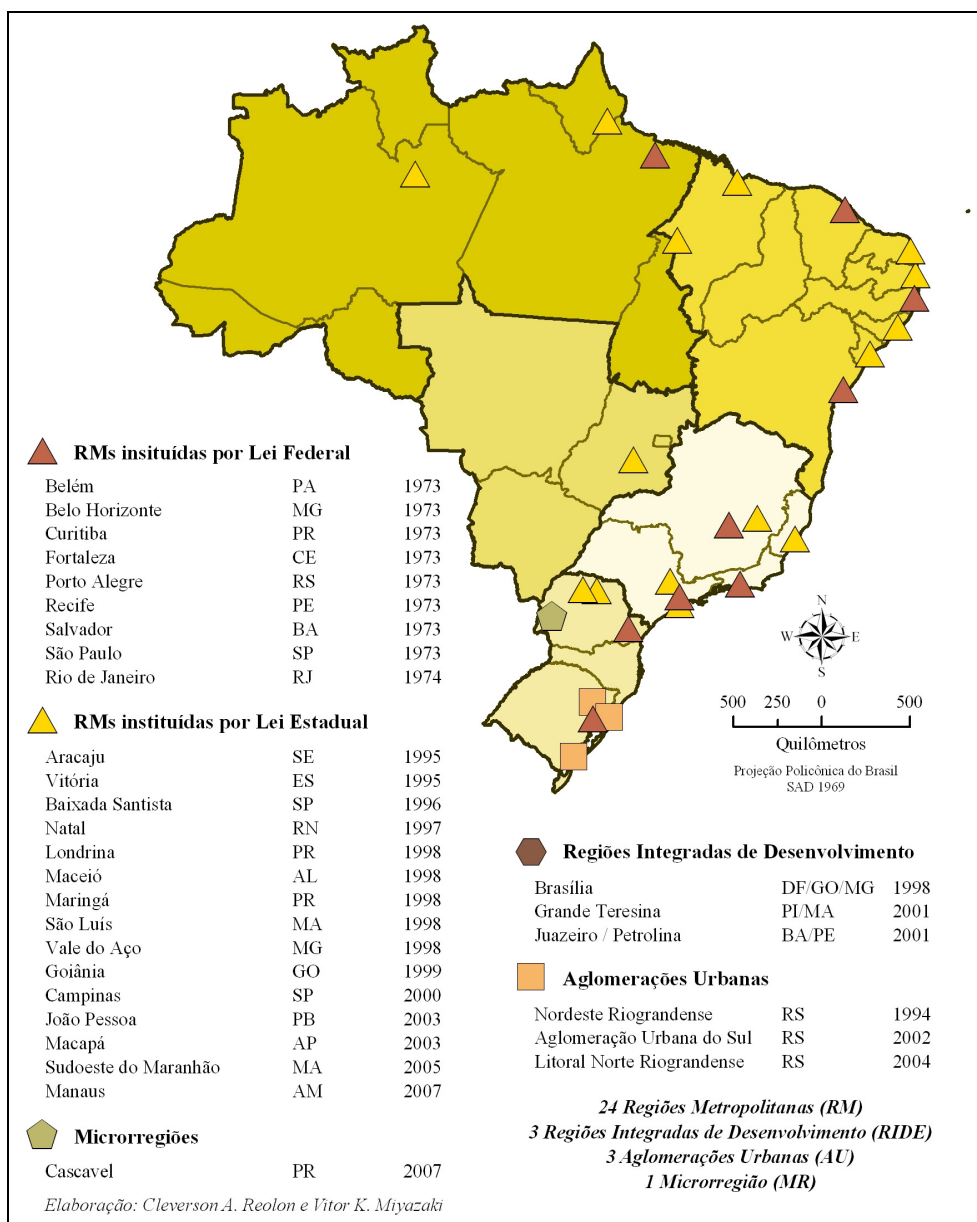 RMs insituídas por Lei Federal
Belém PA 1973
Belo Horizonte MG 1973
Curitiba PR 1973
Fortaleza CE 1973
Porto Alegre RS 1973
Recife PE 1973
Salvador BA 1973
São Paulo SP 1973
Rio de Janeiro RJ 1974
RMs instituídas por Lei Estadual
Aracaju SE 1995
Vitória ES 1995
Baixada Santista SP 1996
Natal RN 1997
Londrina PR 1998
Maceió AL 1998
Maringá PR 1998
São Luís MA 1998
Vale do Aço MG 1998
Goiânia GO 1999
Campinas SP 2000
João Pessoa PB 2003
Macapá AP 2003
Sudoeste do Maranhão MA 2005
Manaus AM 2007
Microrregiões
Cascavel PR 2007
Elaboração: Cleverson A. Reolon e Vitor K. Miyazaki
N
W E
S
500 250 0 500
Quilômetros
Projeção Policônica do Brasil
SAD 1969
Regiões Integradas de Desenvolvimento
Brasília DF/GO/MG 1998
Grande Teresina PI/MA 2001
Juazeiro / Petrolina BA/PE 2001
Aglomerações Urbanas
Nordeste Riograndense RS 1994
Aglomeração Urbana do Sul RS 2002
Litoral Norte Riograndense RS 2004
24 Regiões Metropolitanas (RM)
3 Regiões Integradas de Desenvolvimento (RIDE)
3 Aglomerações Urbanas (AU)
1 Microrregião (MR)